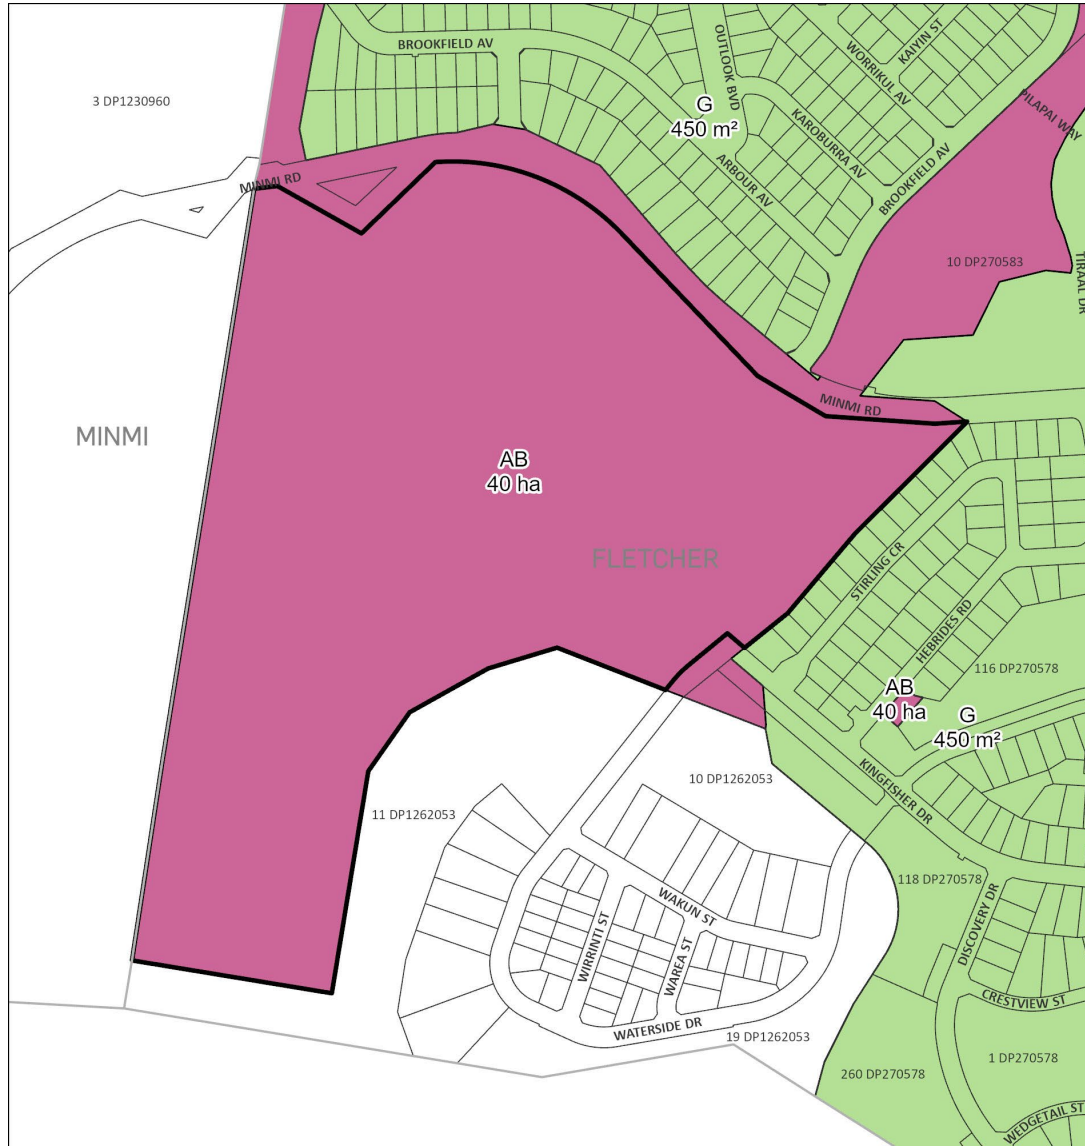 BROOKFIELD AV
OUTLOOK BVD
KAIYIN ST
WORRIKUL AV
3 DP1230960
G
450 m²
KAROBURRA AV
PILAPAI WAY
ARBOUR AV
BROOKFIELD AV
MINMI RD
10 DP270583
TIRAAL DR
MINMI RD
MINMI
AB
40 ha
FLETCHER
STIRLING CR
HEBRIDES RD
116 DP270578
AB
40 ha
G
450 m²
KINGFISHER DR
10 DP1262053
11 DP1262053
118 DP270578
WAKUN ST
DISCOVERY DR
WIRRINTI ST
WAREA ST
CRESTVIEW ST
WATERSIDE DR
19 DP1262053
1 DP270578
260 DP270578
WEDGETAIL ST